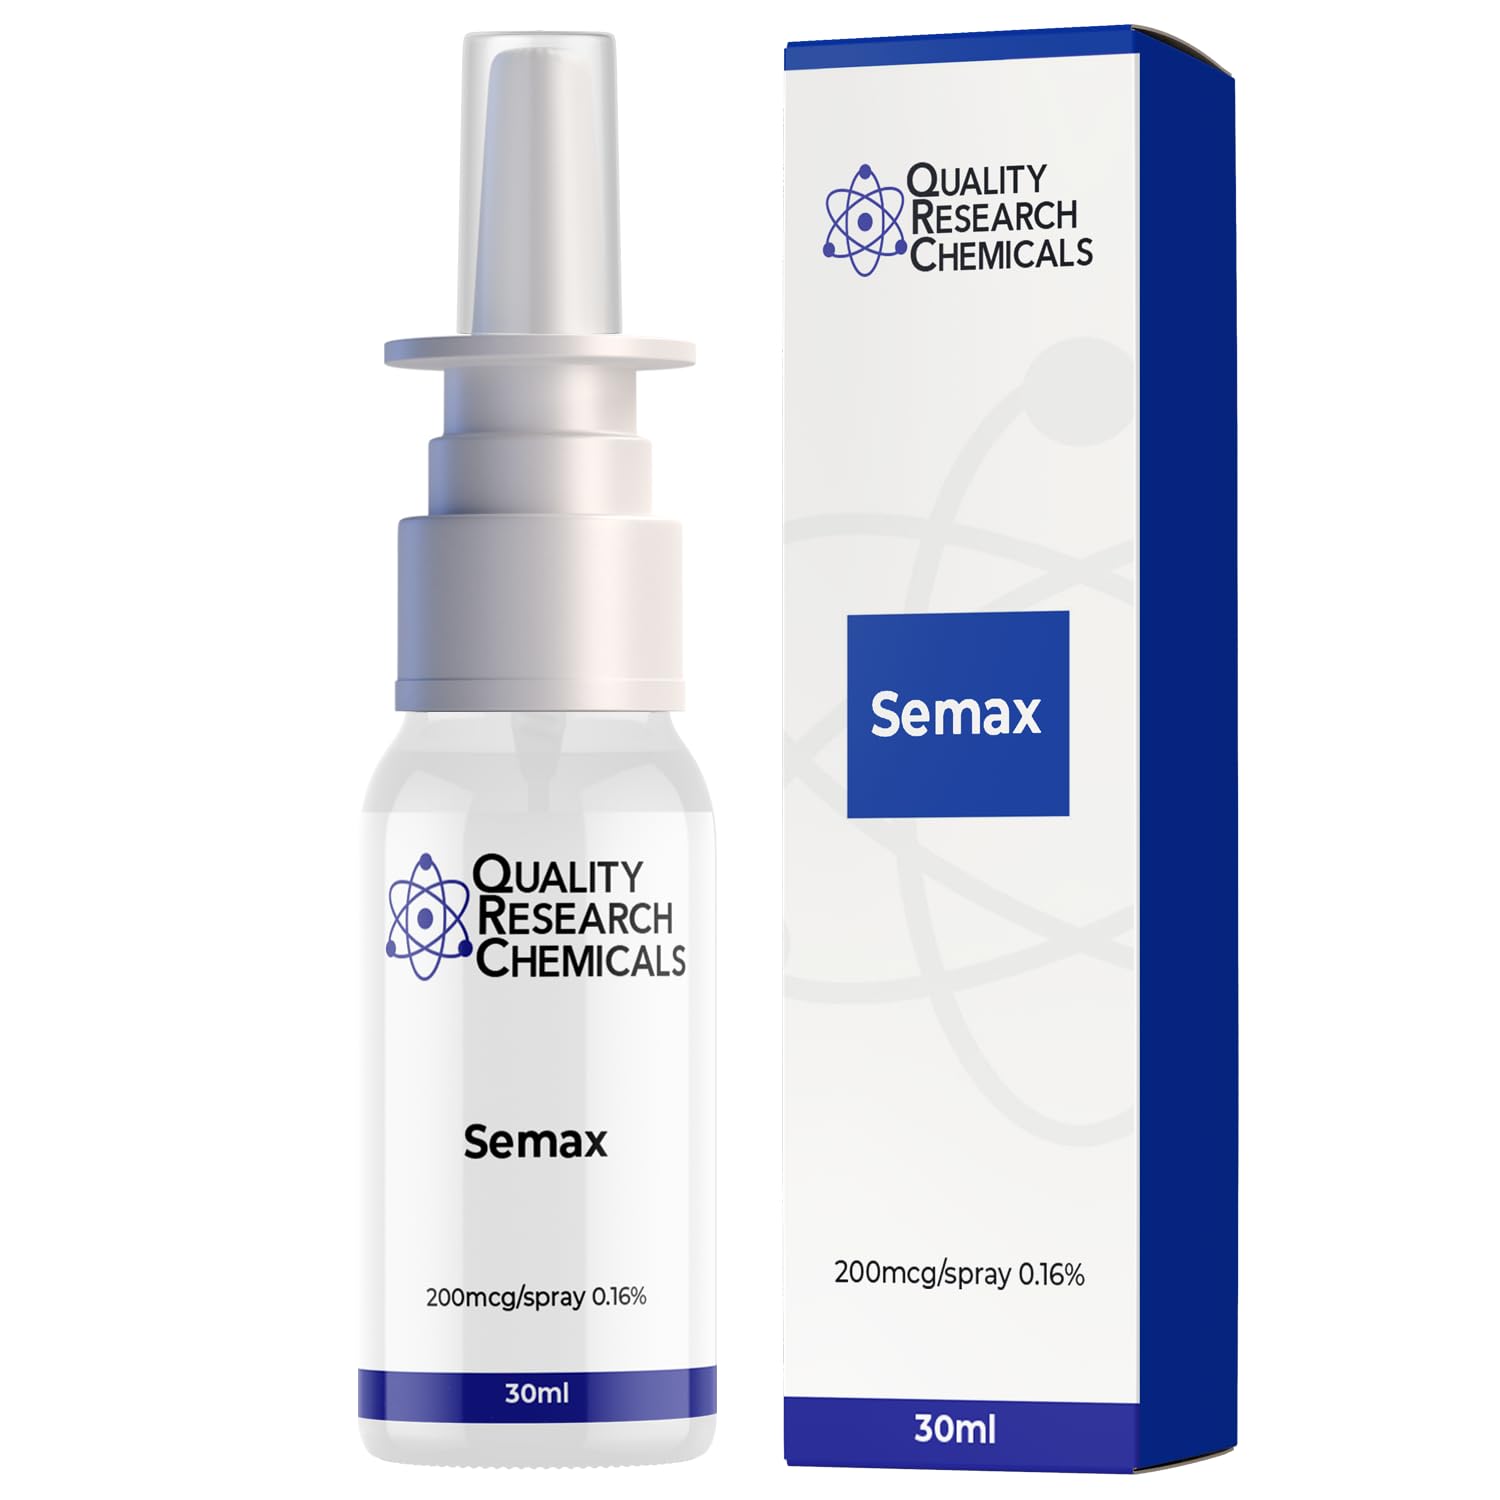 QUALITY
RESEARCH
CHEMICALS
Semax
200mcg/spray 0.16%
30ml
QUALITY
RESEARCH
CHEMICALS
Semax
200mcg/spray 0.16%
30ml